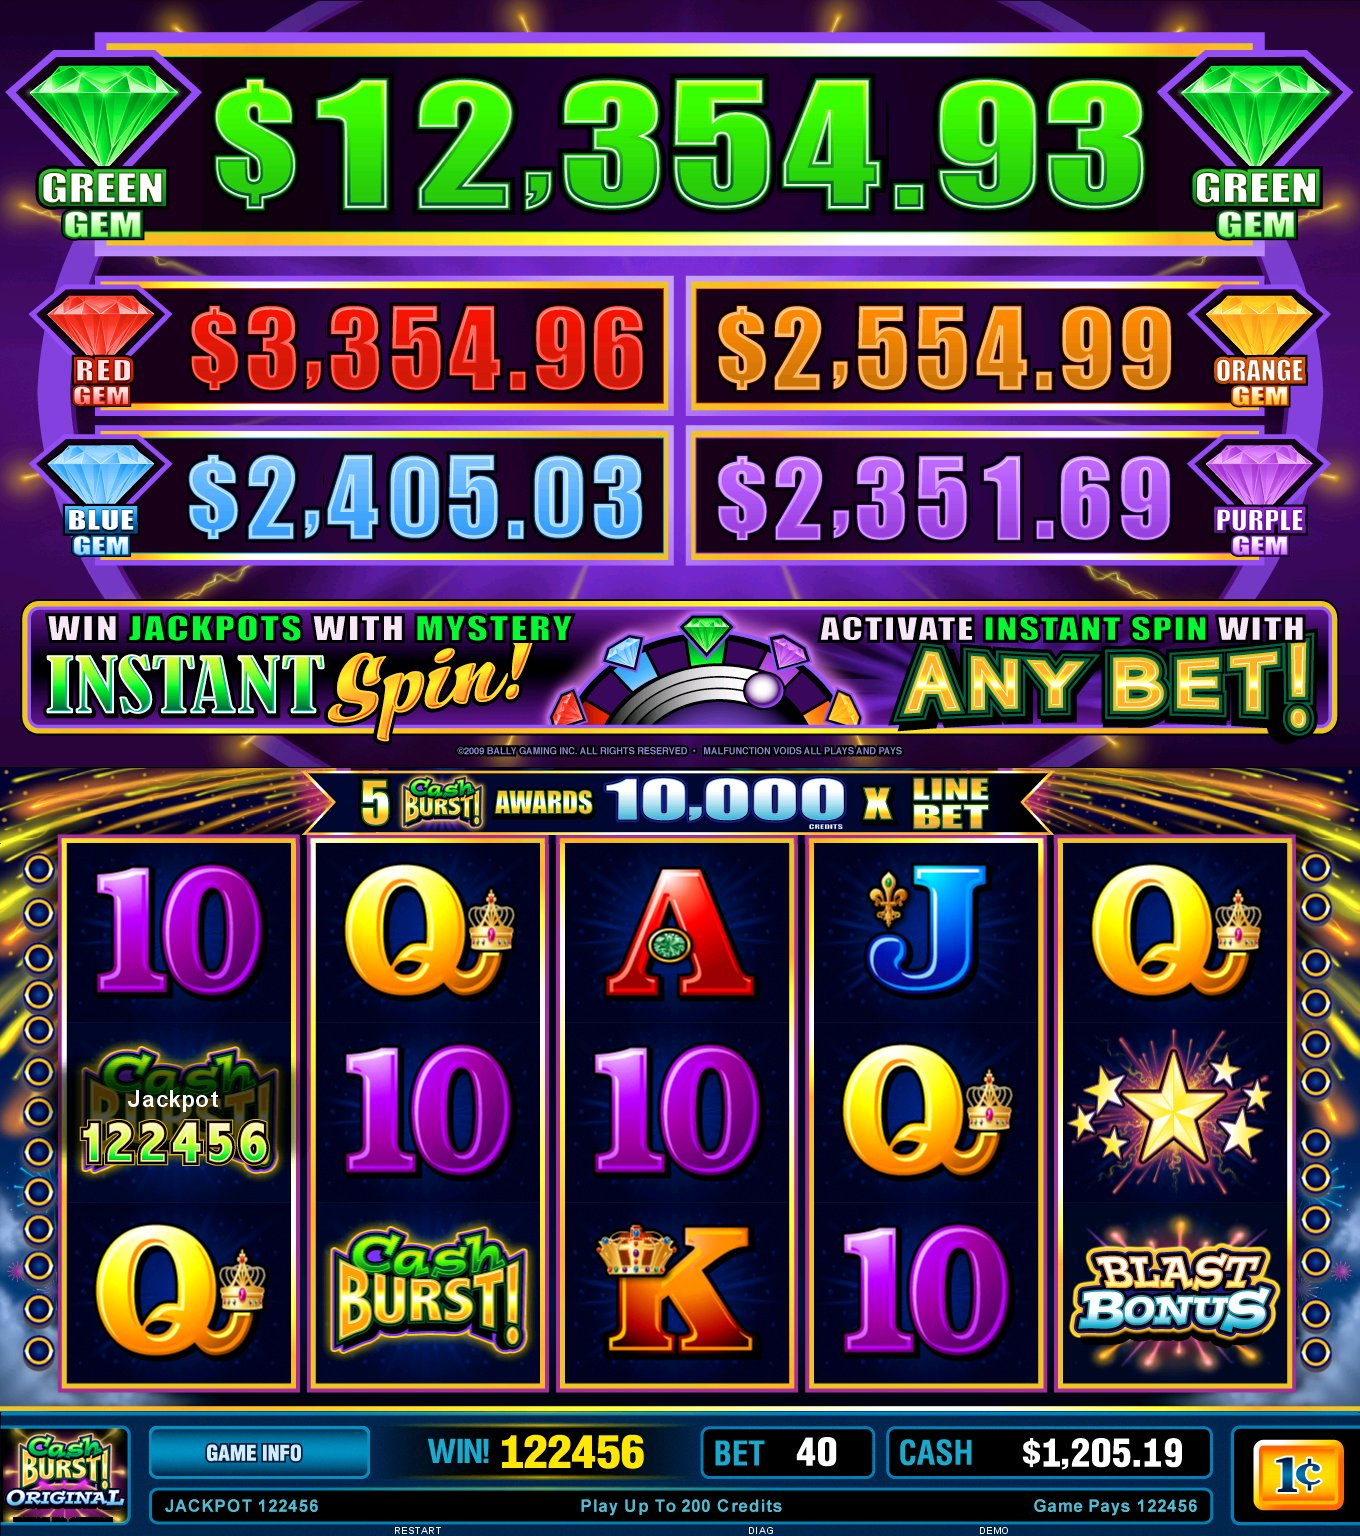 $12,354.93
GREEN
GEM
GREEN
GEM
$3,354.96
RED
GEM
$2,554.99
ORANGE
GEM
$2,405.03
BLUE
GEM
$2,351.69
PURPLE
GEM
WIN JACKPOTS WITH MYSTERY
INSTANT Spin!
ACTIVATE INSTANT SPIN WITH
ANY BET!
©2009 BALLY GAMING INC. ALL RIGHTS RESERVED • MALFUNCTION VOIDS ALL PLAYS AND PAYS
5 Cash BURST! AWARDS 10,000 CREDITS X LINE BET
10 Q A J Q
Cash BURST!
Jackpot
122456
10 10 Q
Q Cash BURST! K 10 BLAST BONUS
Cash
BURST!
ORIGINAL
GAME INFO
WIN! 122456
BET 40
CASH $1,205.19
1¢
JACKPOT 122456
Play Up To 200 Credits
Game Pays 122456
RESTART DIAG DEMO